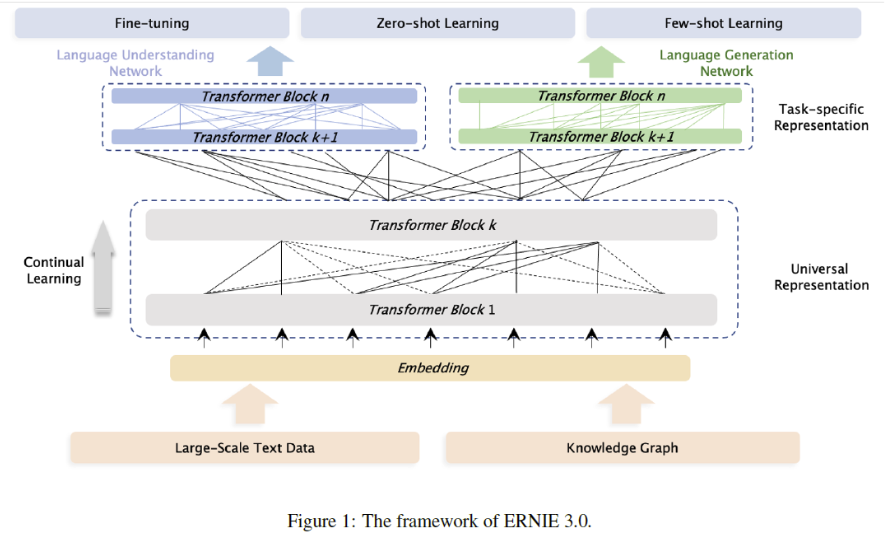 Fine-tuning
Zero-shot Learning
Few-shot Learning
Language Understanding
Network
Language Generation
Network
Transformer Block n
Transformer Block k+1
Transformer Block n
Transformer Block k+1
Task-specific
Representation
Transformer Block k
Continual
Learning
Universal
Representation
Transformer Block 1
Embedding
Large-Scale Text Data
Knowledge Graph
Figure 1: The framework of ERNIE 3.0.